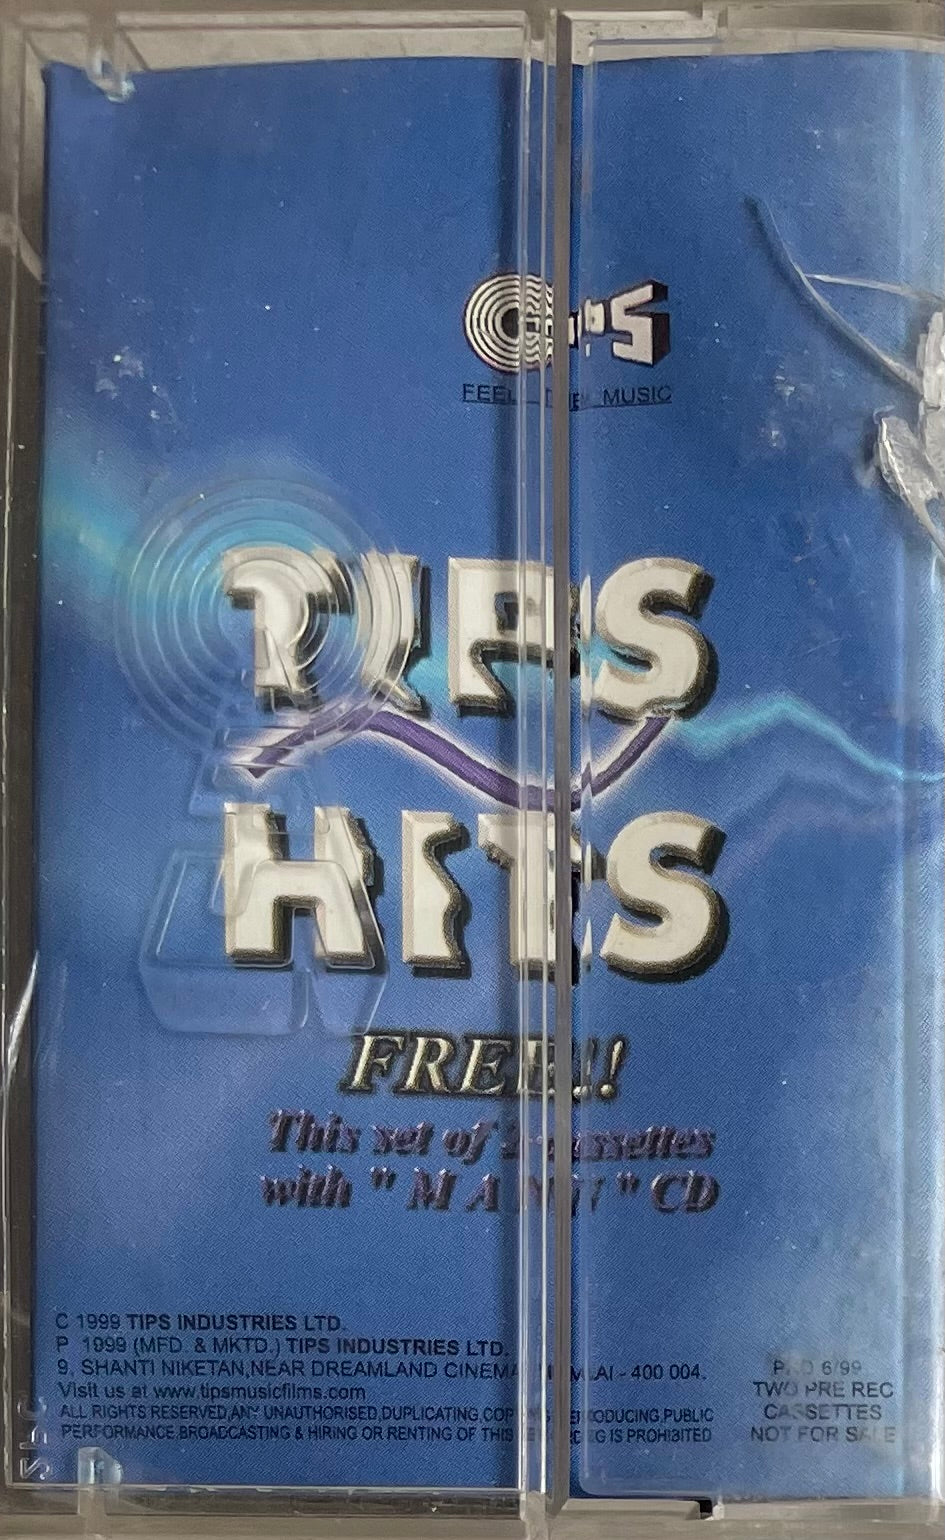 TIPS
FEEL THE MUSIC
TIPS
HITS
FREE!!
This set of 2 cassettes
with " M A N N " CD
C 1999 TIPS INDUSTRIES LTD.
P 1999 (MFD. & MKTD.) TIPS INDUSTRIES LTD.
9, SHANTI NIKETAN,NEAR DREAMLAND CINEMA, MUMBAI - 400 004.
Visit us at www.tipsmusicfilms.com
ALL RIGHTS RESERVED,ANY UNAUTHORISED,DUPLICATING,COPYING REPRODUCING,PUBLIC
PERFORMANCE,BROADCASTING & HIRING OR RENTING OF THIS IS PROHIBITED
6/99
TWO PRE REC
CASSETTES
NOT FOR SALE